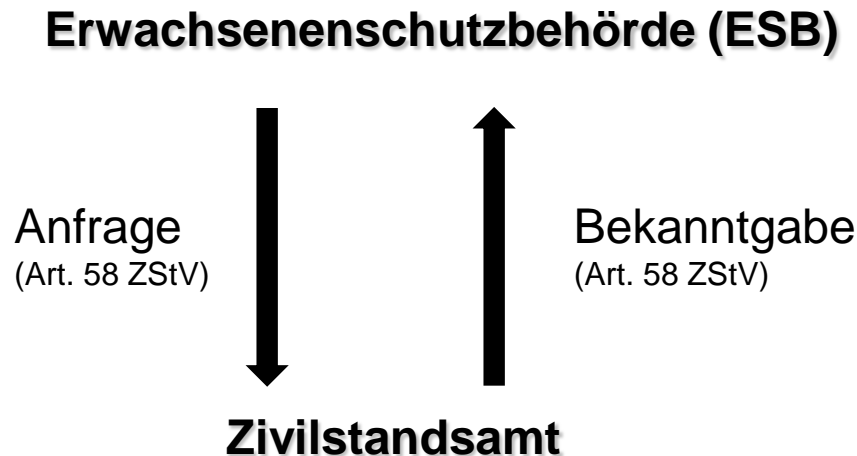 Erwachsenenschutzbehörde (ESB)
Anfrage
(Art. 58 ZStV)
Bekanntgabe
(Art. 58 ZStV)
Zivilstandsamt